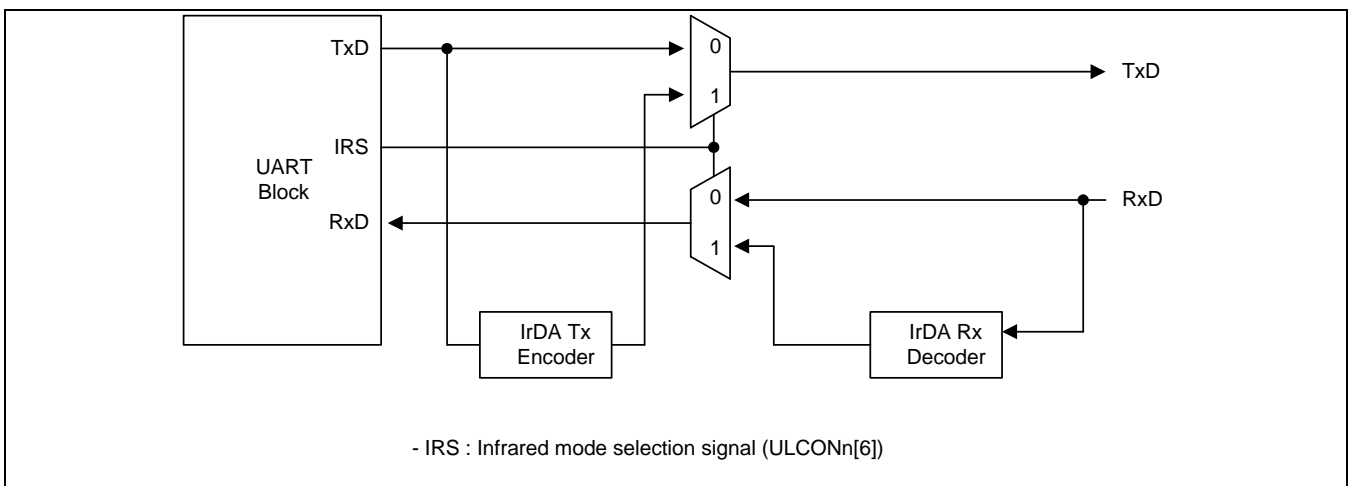 TxD
0
TxD
1
IRS
UART
Block
0
RxD
RxD
1
IrDA Tx
Encoder
IrDA Rx
Decoder
- IRS : Infrared mode selection signal (ULCONn[6])